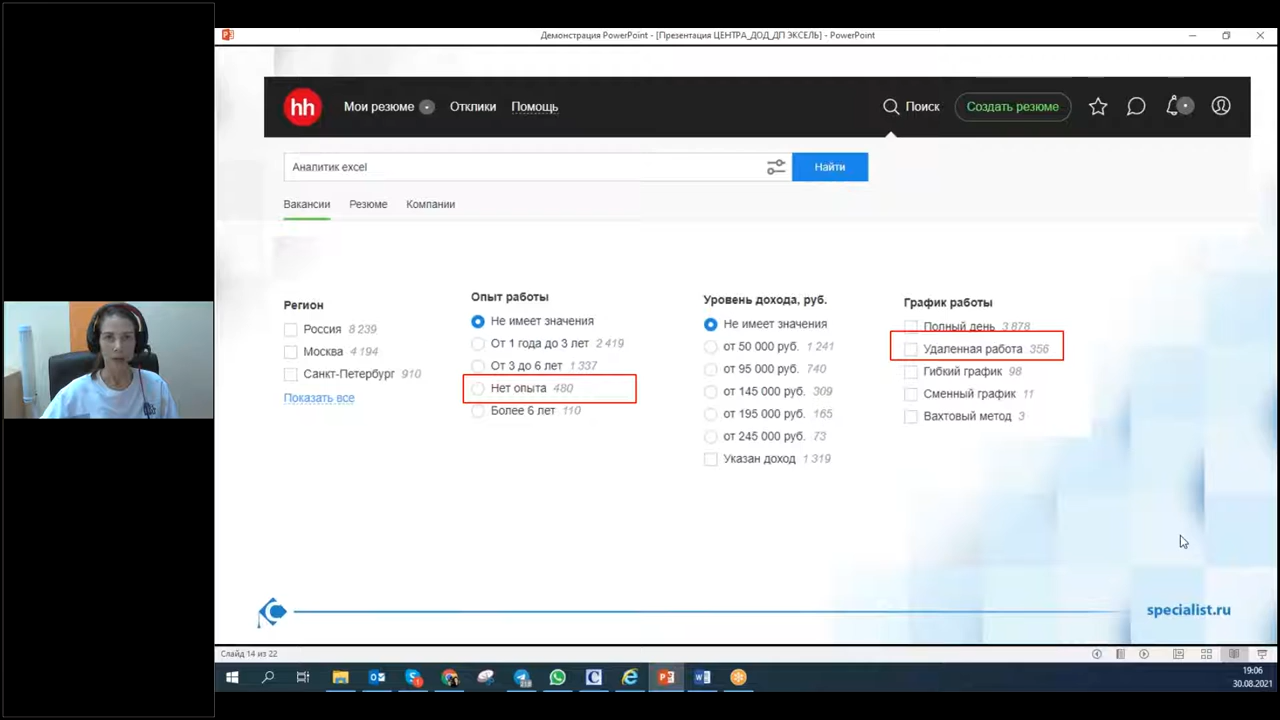 Демонстрация PowerPoint - [Презентация ЦЕНТРА_ДОД_ДП ЭКСЕЛЬ] - PowerPoint
hh Мои резюме Отклики Помощь Поиск Создать резюме
Аналитик excel Найти
Вакансии Резюме Компании
Регион
Россия 8 239
Москва 4 194
Санкт-Петербург 910
Показать все
Опыт работы
Не имеет значения
От 1 года до 3 лет 2 419
От 3 до 6 лет 1 337
Нет опыта 480
Более 6 лет 110
Уровень дохода, руб.
Не имеет значения
от 50 000 руб. 1 241
от 95 000 руб. 740
от 145 000 руб. 309
от 195 000 руб. 165
от 245 000 руб. 73
Указан доход 1 319
График работы
Полный день 3 878
Удаленная работа 356
Гибкий график 98
Сменный график 11
Вахтовый метод 3
specialist.ru
Слайд 14 из 22
19:06
30.08.2021